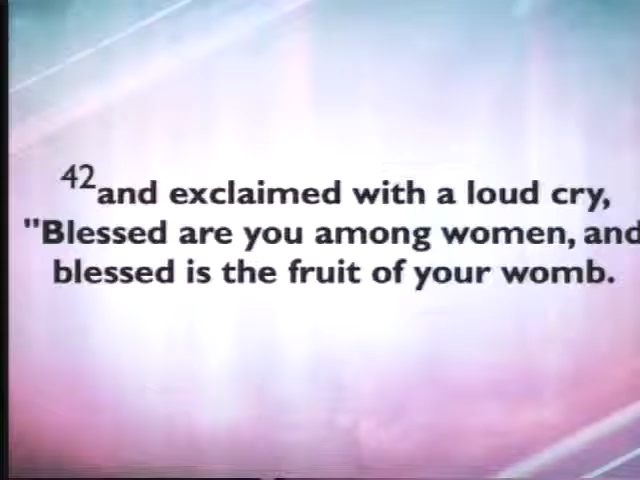 42and exclaimed with a loud cry,
"Blessed are you among women, and
blessed is the fruit of your womb.